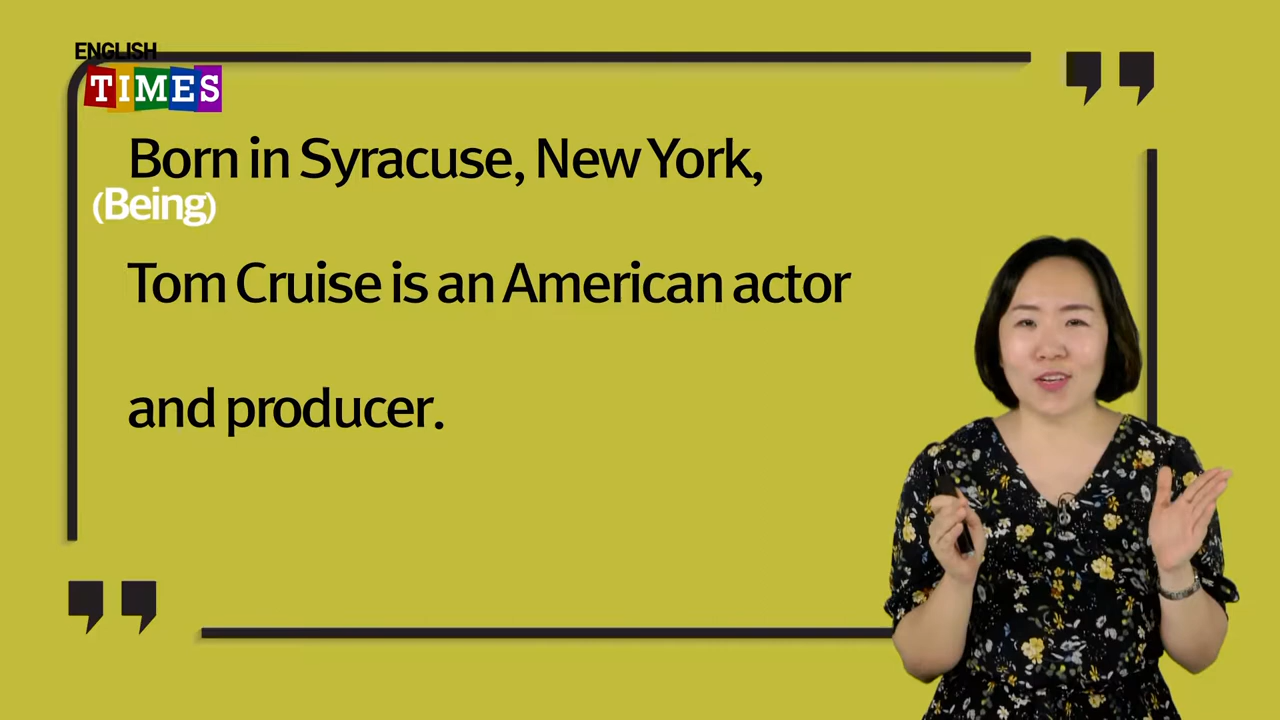 ENGLISH
TIMES
Born in Syracuse, New York,
(Being)
Tom Cruise is an American actor
and producer.